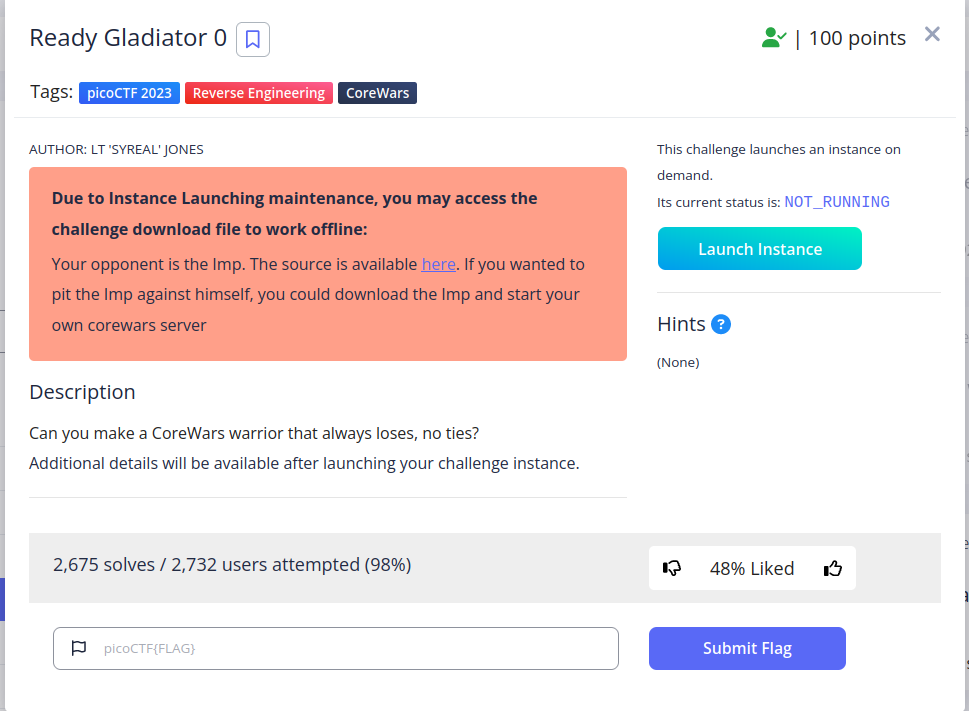 Ready Gladiator 0
| 100 points
Tags: picoCTF 2023 Reverse Engineering CoreWars
AUTHOR: LT 'SYREAL' JONES
Due to Instance Launching maintenance, you may access the
challenge download file to work offline:
Your opponent is the Imp. The source is available here. If you wanted to
pit the Imp against himself, you could download the Imp and start your
own corewars server
Description
Can you make a CoreWars warrior that always loses, no ties?
Additional details will be available after launching your challenge instance.
This challenge launches an instance on
demand.
Its current status is: NOT_RUNNING
Launch Instance
Hints ?
(None)
2,675 solves / 2,732 users attempted (98%)
48% Liked
picoCTF{FLAG}
Submit Flag